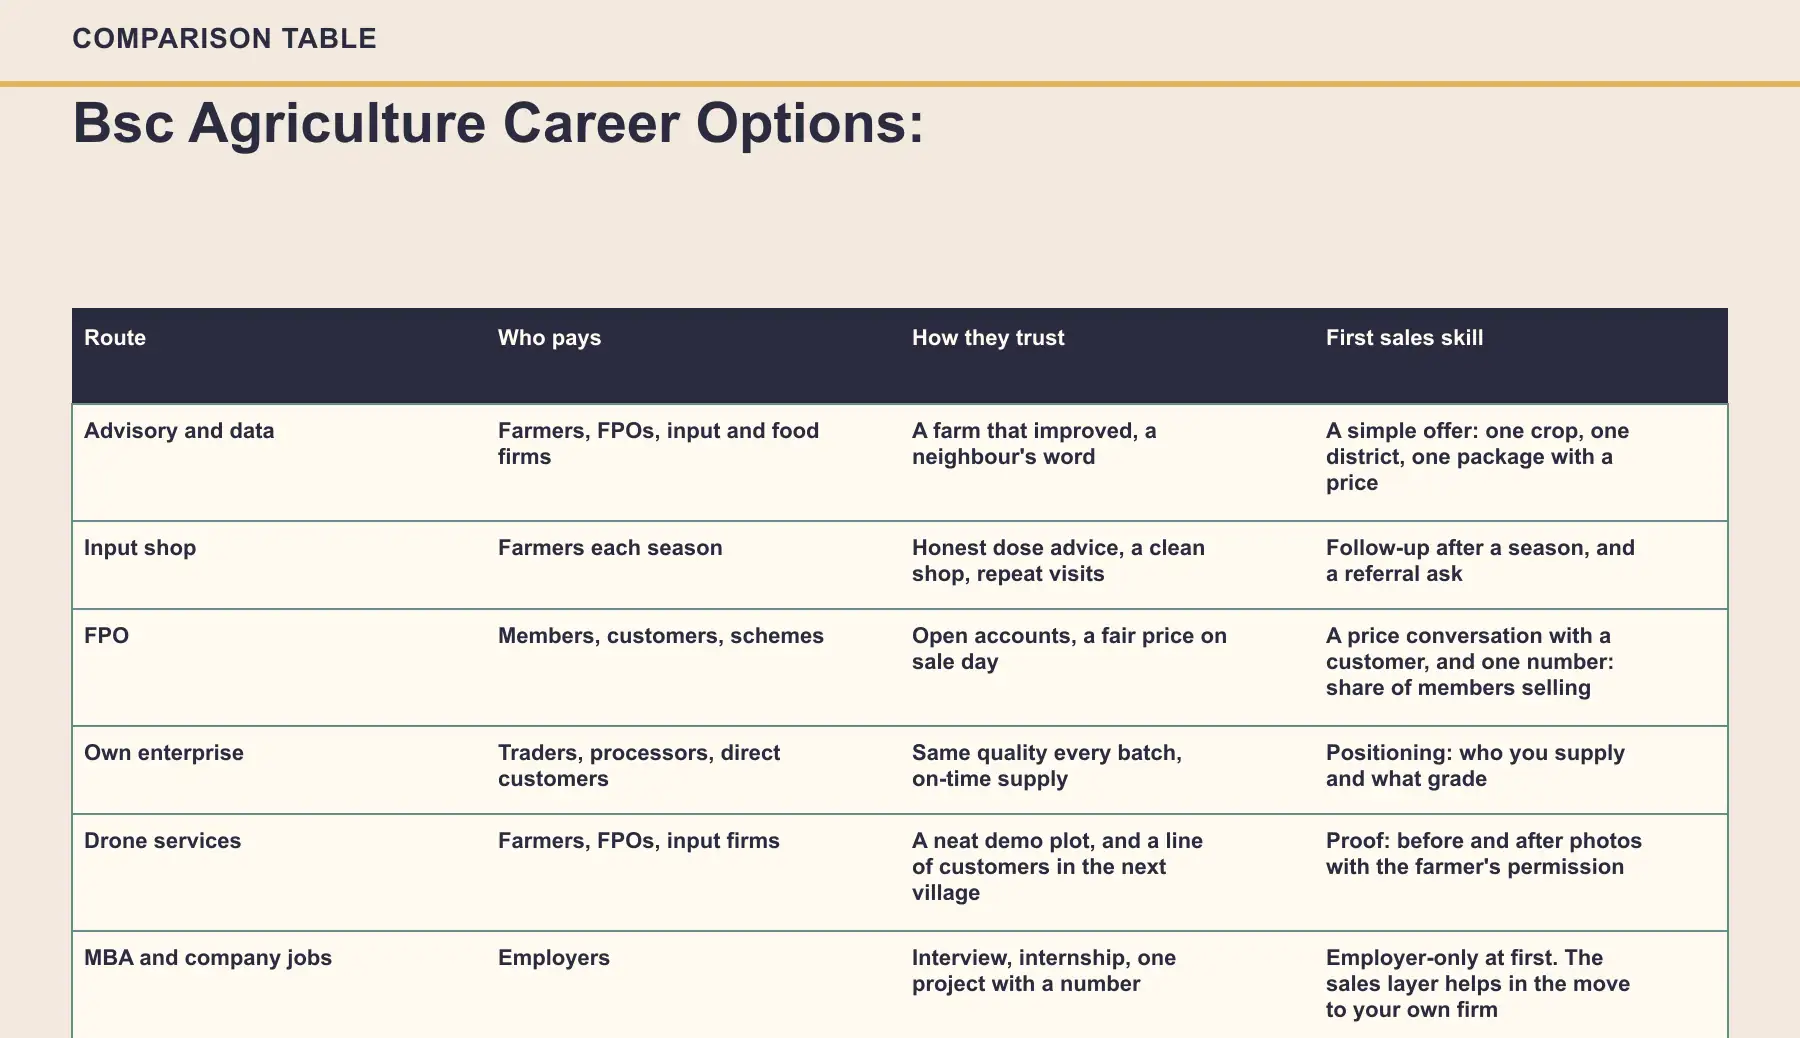 COMPARISON TABLE
Bsc Agriculture Career Options:
Route
Who pays
How they trust
First sales skill
Advisory and data
Farmers, FPOs, input and food
firms
A farm that improved, a
neighbour's word
A simple offer: one crop, one
district, one package with a
price
Input shop
Farmers each season
Honest dose advice, a clean
shop, repeat visits
Follow-up after a season, and
a referral ask
FPO
Members, customers, schemes
Open accounts, a fair price on
sale day
A price conversation with a
customer, and one number:
share of members selling
Own enterprise
Traders, processors, direct
customers
Same quality every batch,
on-time supply
Positioning: who you supply
and what grade
Drone services
Farmers, FPOs, input firms
A neat demo plot, and a line
of customers in the next
village
Proof: before and after photos
with the farmer's permission
MBA and company jobs
Employers
Interview, internship, one
project with a number
Employer-only at first. The
sales layer helps in the move
to your own firm